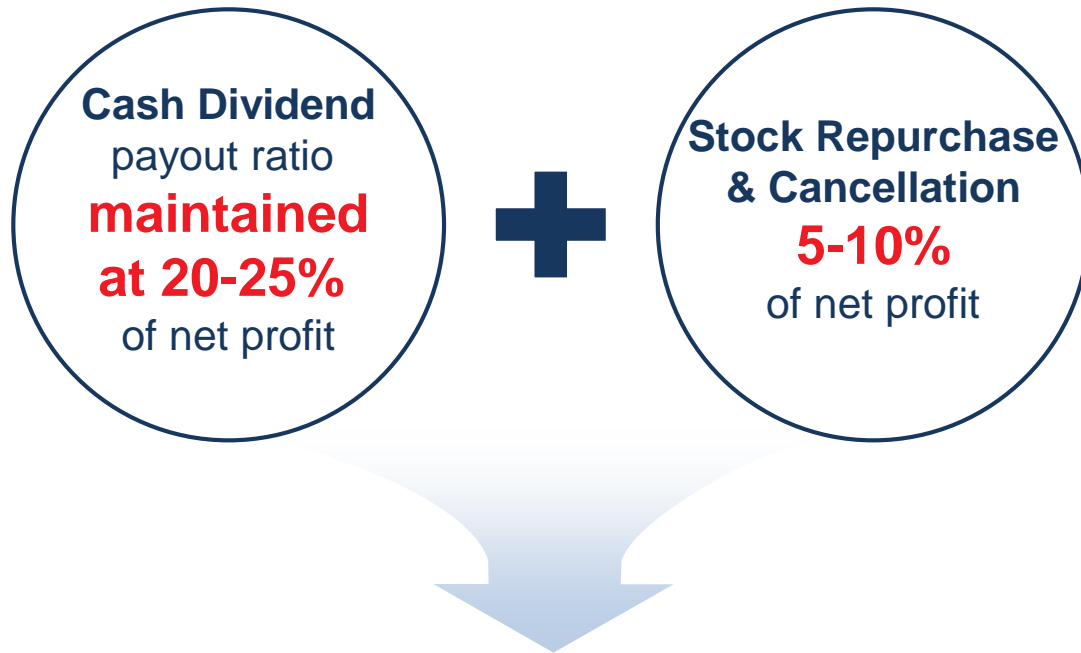 Cash Dividend
payout ratio
maintained
at 20-25%
of net profit
Stock Repurchase
& Cancellation
5-10%
of net profit